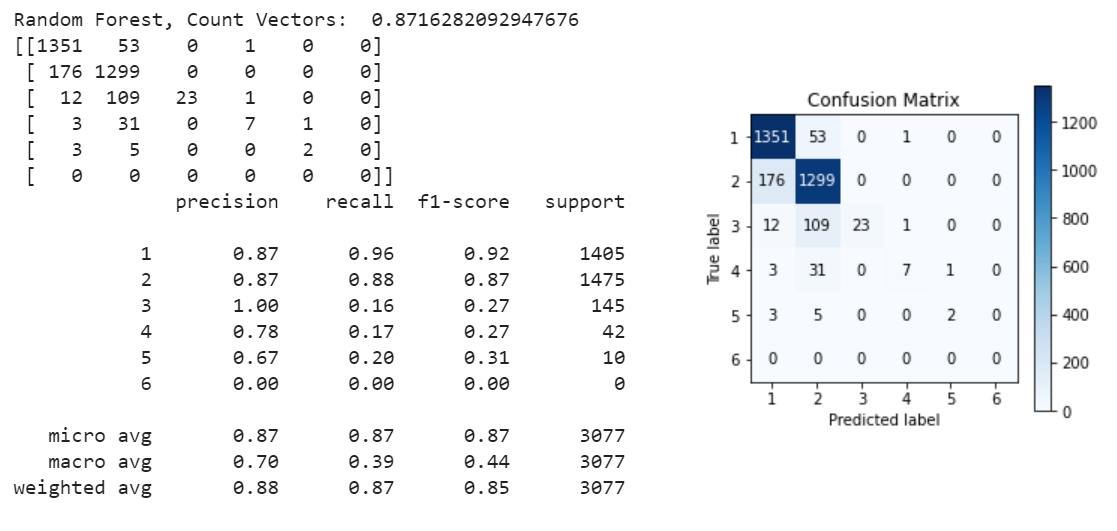 Random Forest, Count Vectors:  0.8716282092947676
[[1351   53    0    1    0    0]
 [ 176 1299    0    0    0    0]
 [  12  109   23    1    0    0]
 [   3   31    0    7    1    0]
 [   3    5    0    0    2    0]
 [   0    0    0    0    0    0]]
              precision    recall  f1-score   support
           1       0.87      0.96      0.92      1405
           2       0.87      0.88      0.87      1475
           3       1.00      0.16      0.27       145
           4       0.78      0.17      0.27        42
           5       0.67      0.20      0.31        10
           6       0.00      0.00      0.00         0
   micro avg       0.87      0.87      0.87      3077
   macro avg       0.70      0.39      0.44      3077
weighted avg       0.88      0.87      0.85      3077
Confusion Matrix
True label
1 1351 53 0 1 0 0
2 176 1299 0 0 0 0
3 12 109 23 1 0 0
4 3 31 0 7 1 0
5 3 5 0 0 2 0
6 0 0 0 0 0 0
1 2 3 4 5 6
Predicted label
1200
1000
800
600
400
200
0